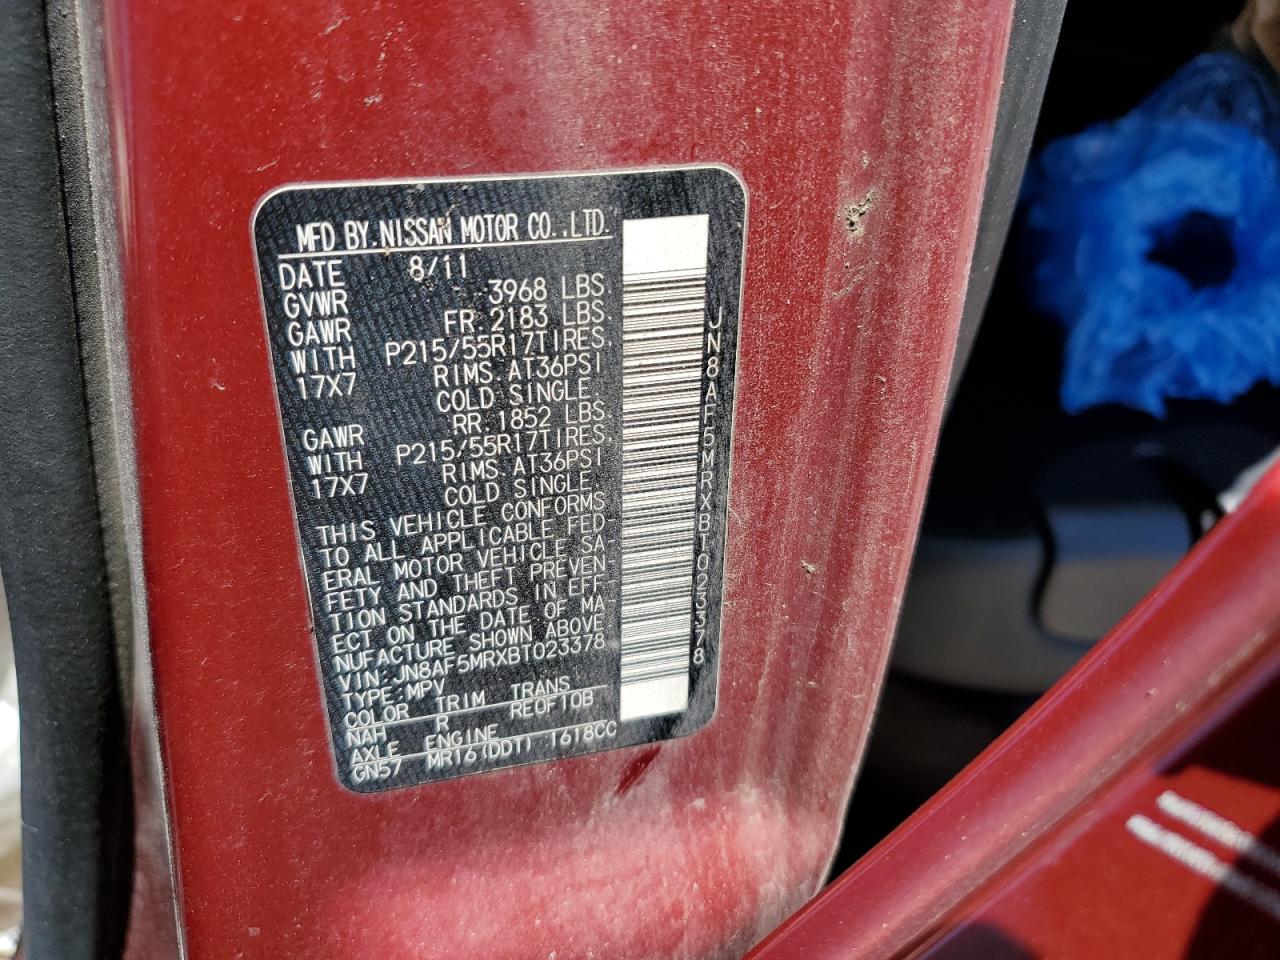 MFD BY.NISSAN MOTOR CO.,LTD.
DATE 8/11
GVWR 3968 LBS
GAWR FR.2183 LBS.
WITH P215/55R17TIRES,
17X7 RIMS.AT36PSI
COLD SINGLE
GAWR RR.1852 LBS.
WITH P215/55R17TIRES,
17X7 RIMS.AT36PSI
COLD SINGLE
THIS VEHICLE CONFORMS
TO ALL APPLICABLE FED-
ERAL MOTOR VEHICLE SA-
FETY AND THEFT PREVEN-
TION STANDARDS IN EFF-
ECT ON THE DATE OF MA-
NUFACTURE SHOWN ABOVE
VIN:JN8AF5MRXBT023378
TYPE:MPV
COLOR TRIM TRANS
NAH R RE0F10B
AXLE ENGINE
GN57 MR16(DDT) 1618CC
JN8AF5MRXBT023378